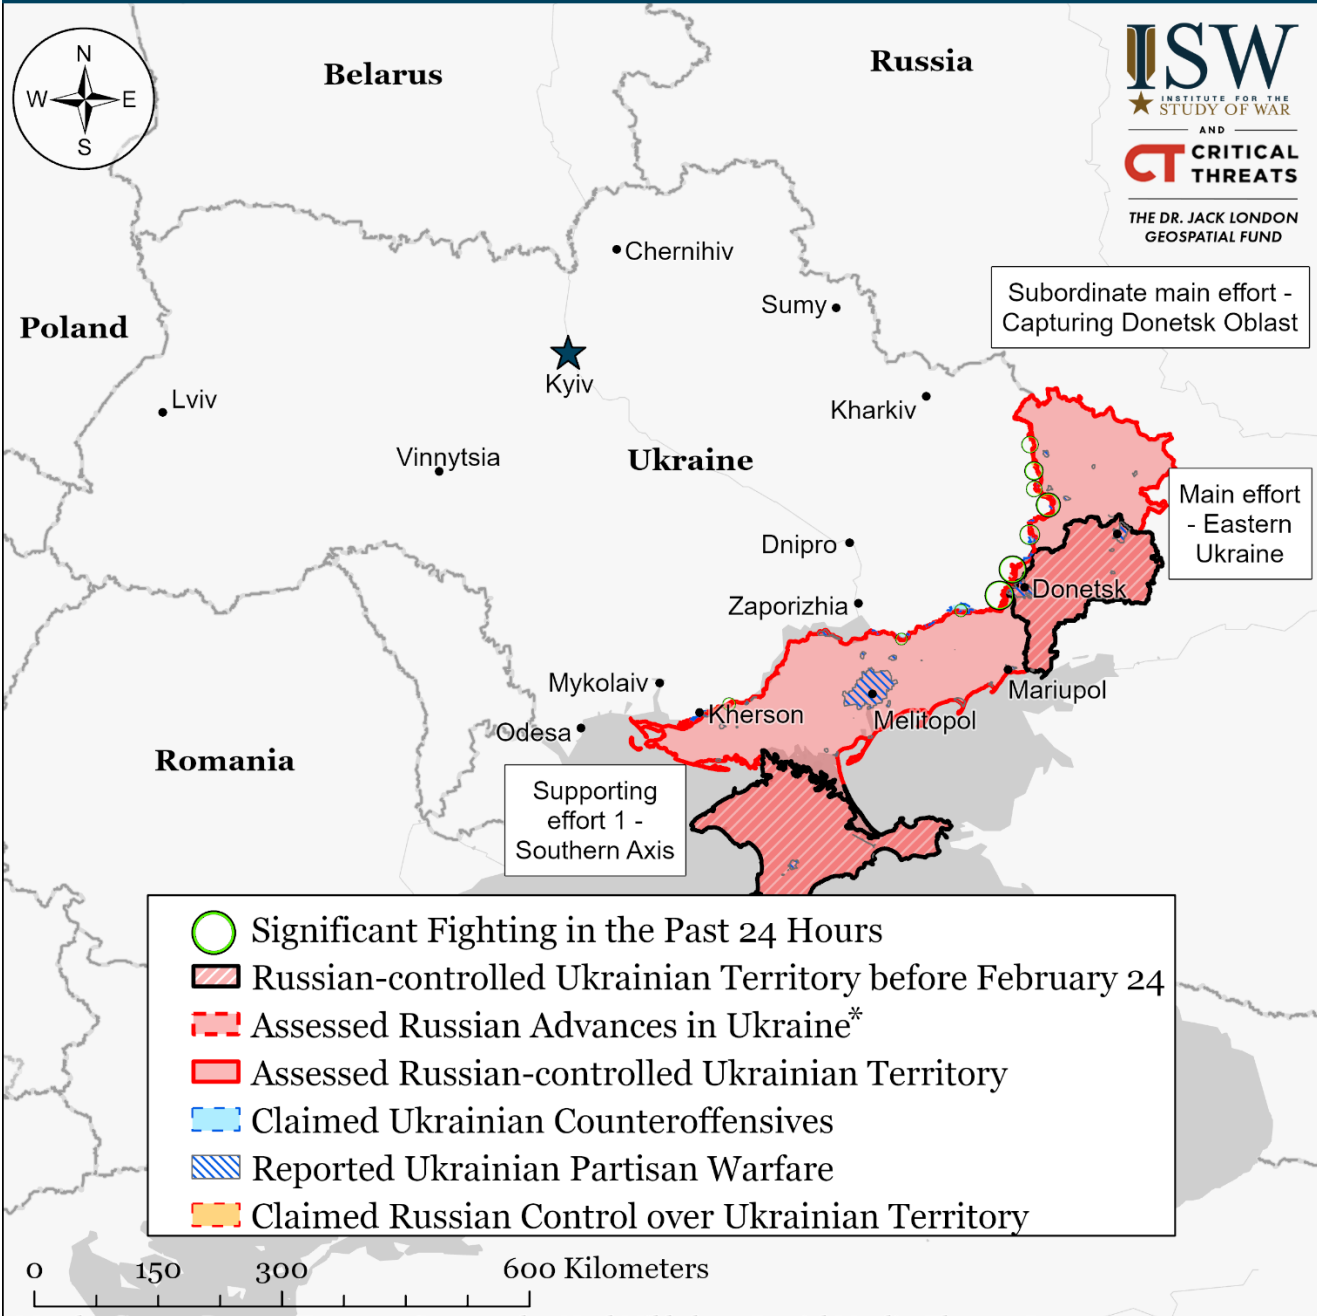 N
W
E
S
Belarus
Russia
ISW
INSTITUTE FOR THE
STUDY OF WAR
AND
CT CRITICAL
THREATS
THE DR. JACK LONDON
GEOSPATIAL FUND
Chernihiv
Sumy
Subordinate main effort -
Capturing Donetsk Oblast
Poland
Kyiv
Lviv
Kharkiv
Vinnytsia
Ukraine
Main effort
- Eastern
Ukraine
Dnipro
Donetsk
Zaporizhia
Mykolaiv
Mariupol
Kherson
Melitopol
Odesa
Romania
Supporting
effort 1 -
Southern Axis
Significant Fighting in the Past 24 Hours
Russian-controlled Ukrainian Territory before February 24
Assessed Russian Advances in Ukraine*
Assessed Russian-controlled Ukrainian Territory
Claimed Ukrainian Counteroffensives
Reported Ukrainian Partisan Warfare
Claimed Russian Control over Ukrainian Territory
0 150 300 600 Kilometers